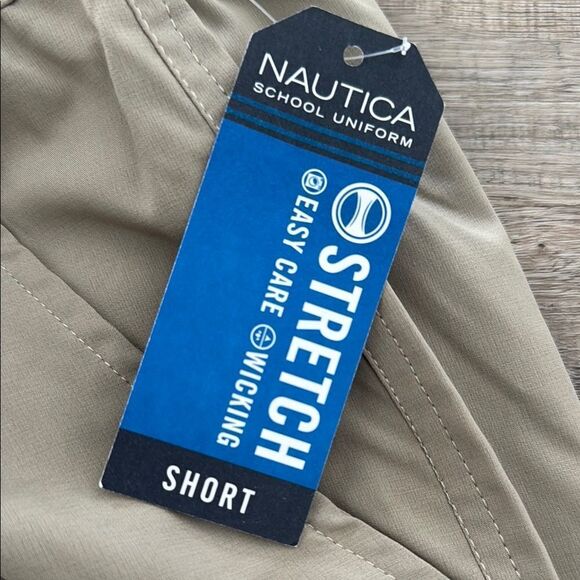 NAUTICA
SCHOOL UNIFORM
STRETCH
EASY CARE WICKING
SHORT